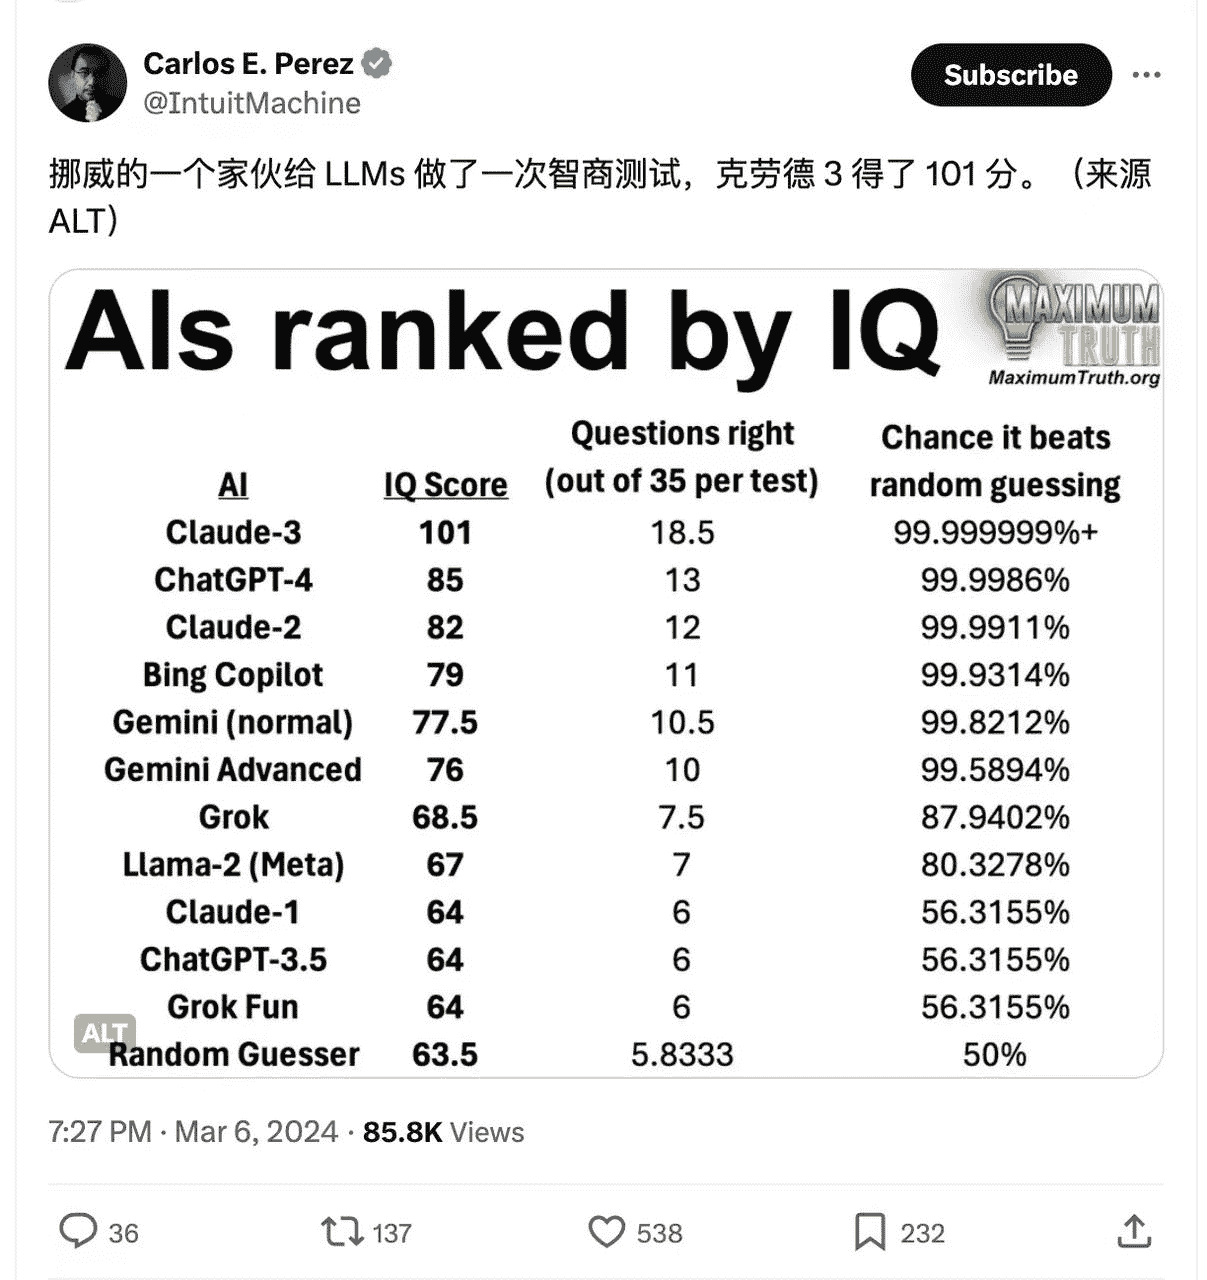 Carlos E. Perez
@IntuitMachine
Subscribe
挪威的一个家伙给 LLMs 做了一次智商测试，克劳德 3 得了 101 分。（来源
ALT）
AIs ranked by IQ
MAXIMUM
TRUTH
MaximumTruth.org
Questions right Chance it beats
AI IQ Score (out of 35 per test) random guessing
Claude-3 101 18.5 99.999999%+
ChatGPT-4 85 13 99.9986%
Claude-2 82 12 99.9911%
Bing Copilot 79 11 99.9314%
Gemini (normal) 77.5 10.5 99.8212%
Gemini Advanced 76 10 99.5894%
Grok 68.5 7.5 87.9402%
Llama-2 (Meta) 67 7 80.3278%
Claude-1 64 6 56.3155%
ChatGPT-3.5 64 6 56.3155%
Grok Fun 64 6 56.3155%
ALT
Random Guesser 63.5 5.8333 50%
7:27 PM · Mar 6, 2024 · 85.8K Views
36 137 538 232